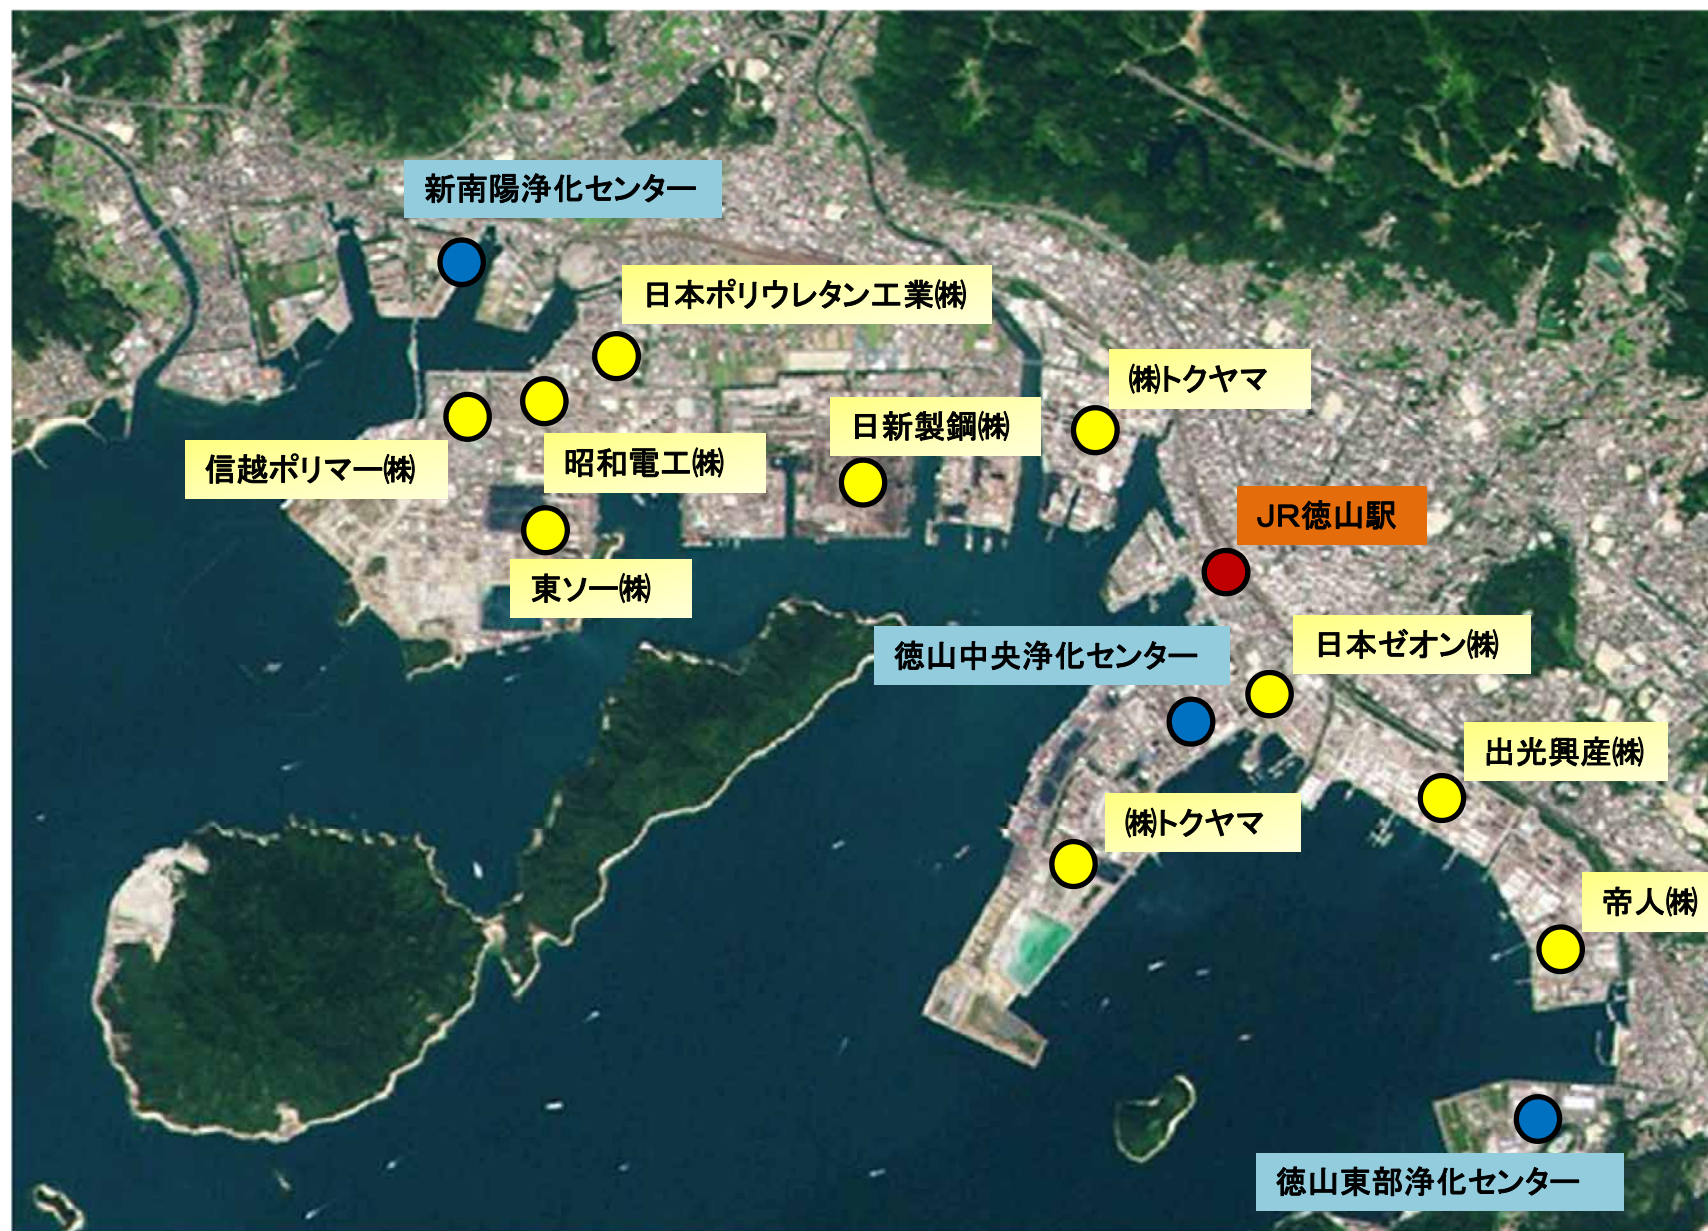 新南陽浄化センター
日本ポリウレタン工業㈱
㈱トクヤマ
日新製鋼㈱
信越ポリマー㈱
昭和電工㈱
JR徳山駅
東ソー㈱
徳山中央浄化センター
日本ゼオン㈱
出光興産㈱
㈱トクヤマ
帝人㈱
徳山東部浄化センター